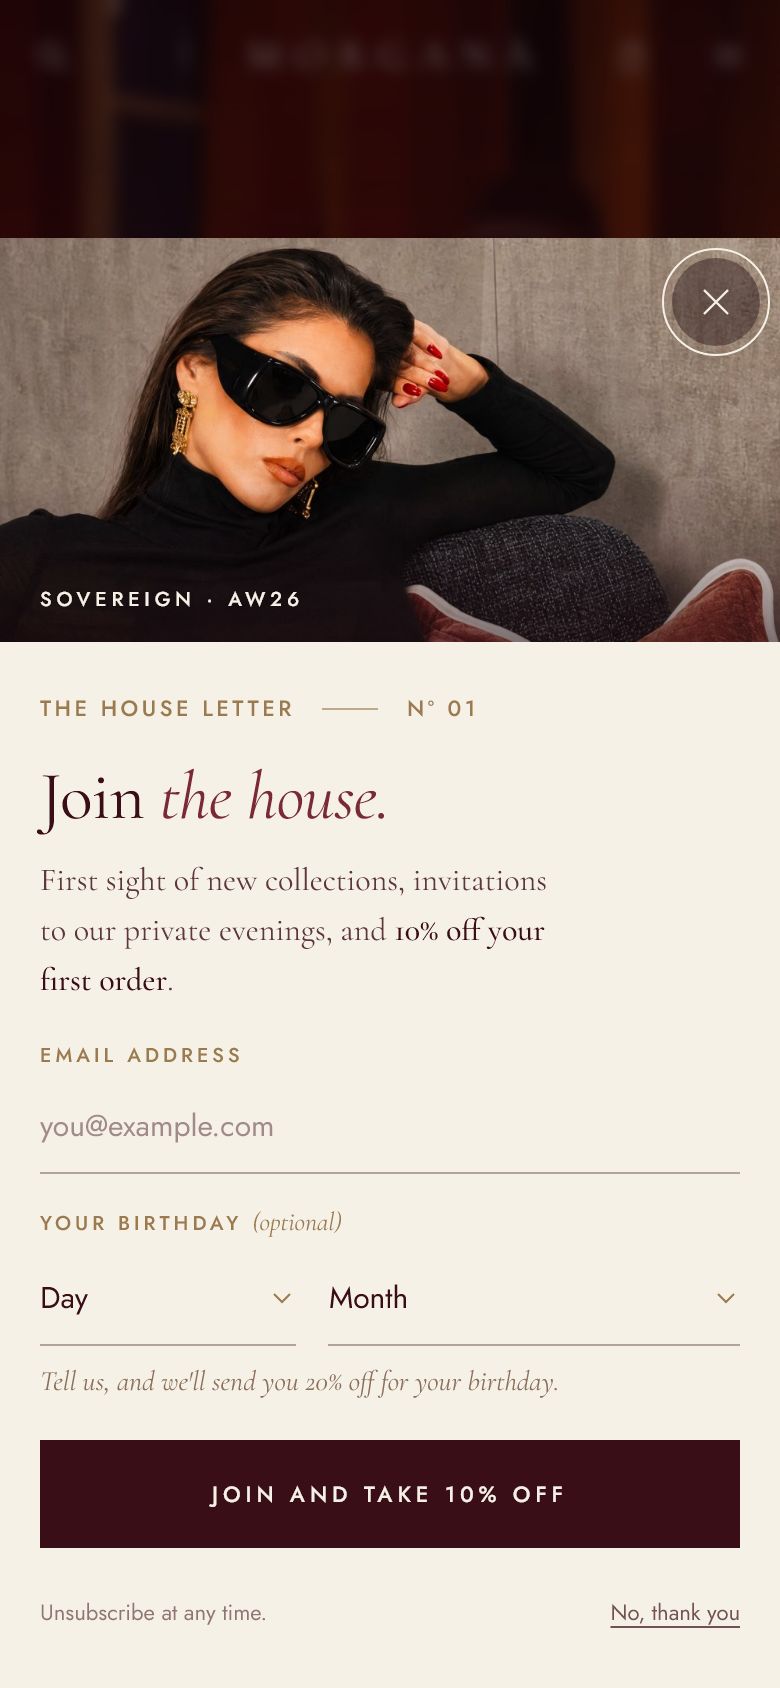 MORGANA
SOVEREIGN · AW26
THE HOUSE LETTER — N° 01
Join the house.
First sight of new collections, invitations
to our private evenings, and 10% off your
first order.
EMAIL ADDRESS
you@example.com
YOUR BIRTHDAY (optional)
Day Month
Tell us, and we'll send you 20% off for your birthday.
JOIN AND TAKE 10% OFF
Unsubscribe at any time. No, thank you